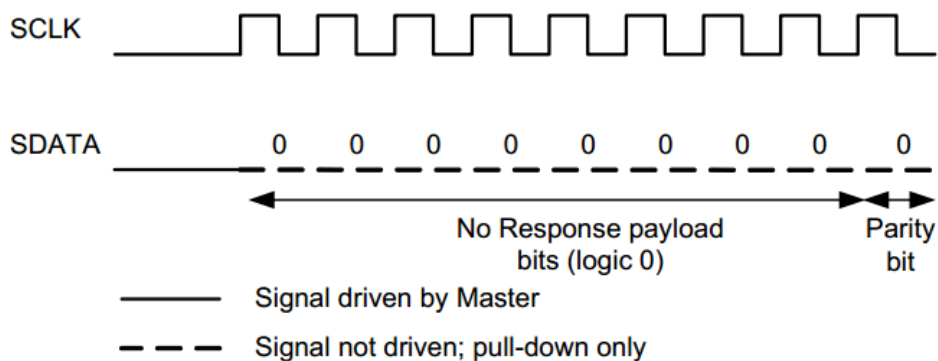 SCLK
SDATA 0 0 0 0 0 0 0 0 0
No Response payload
bits (logic 0)
Parity
bit
Signal driven by Master
Signal not driven; pull-down only